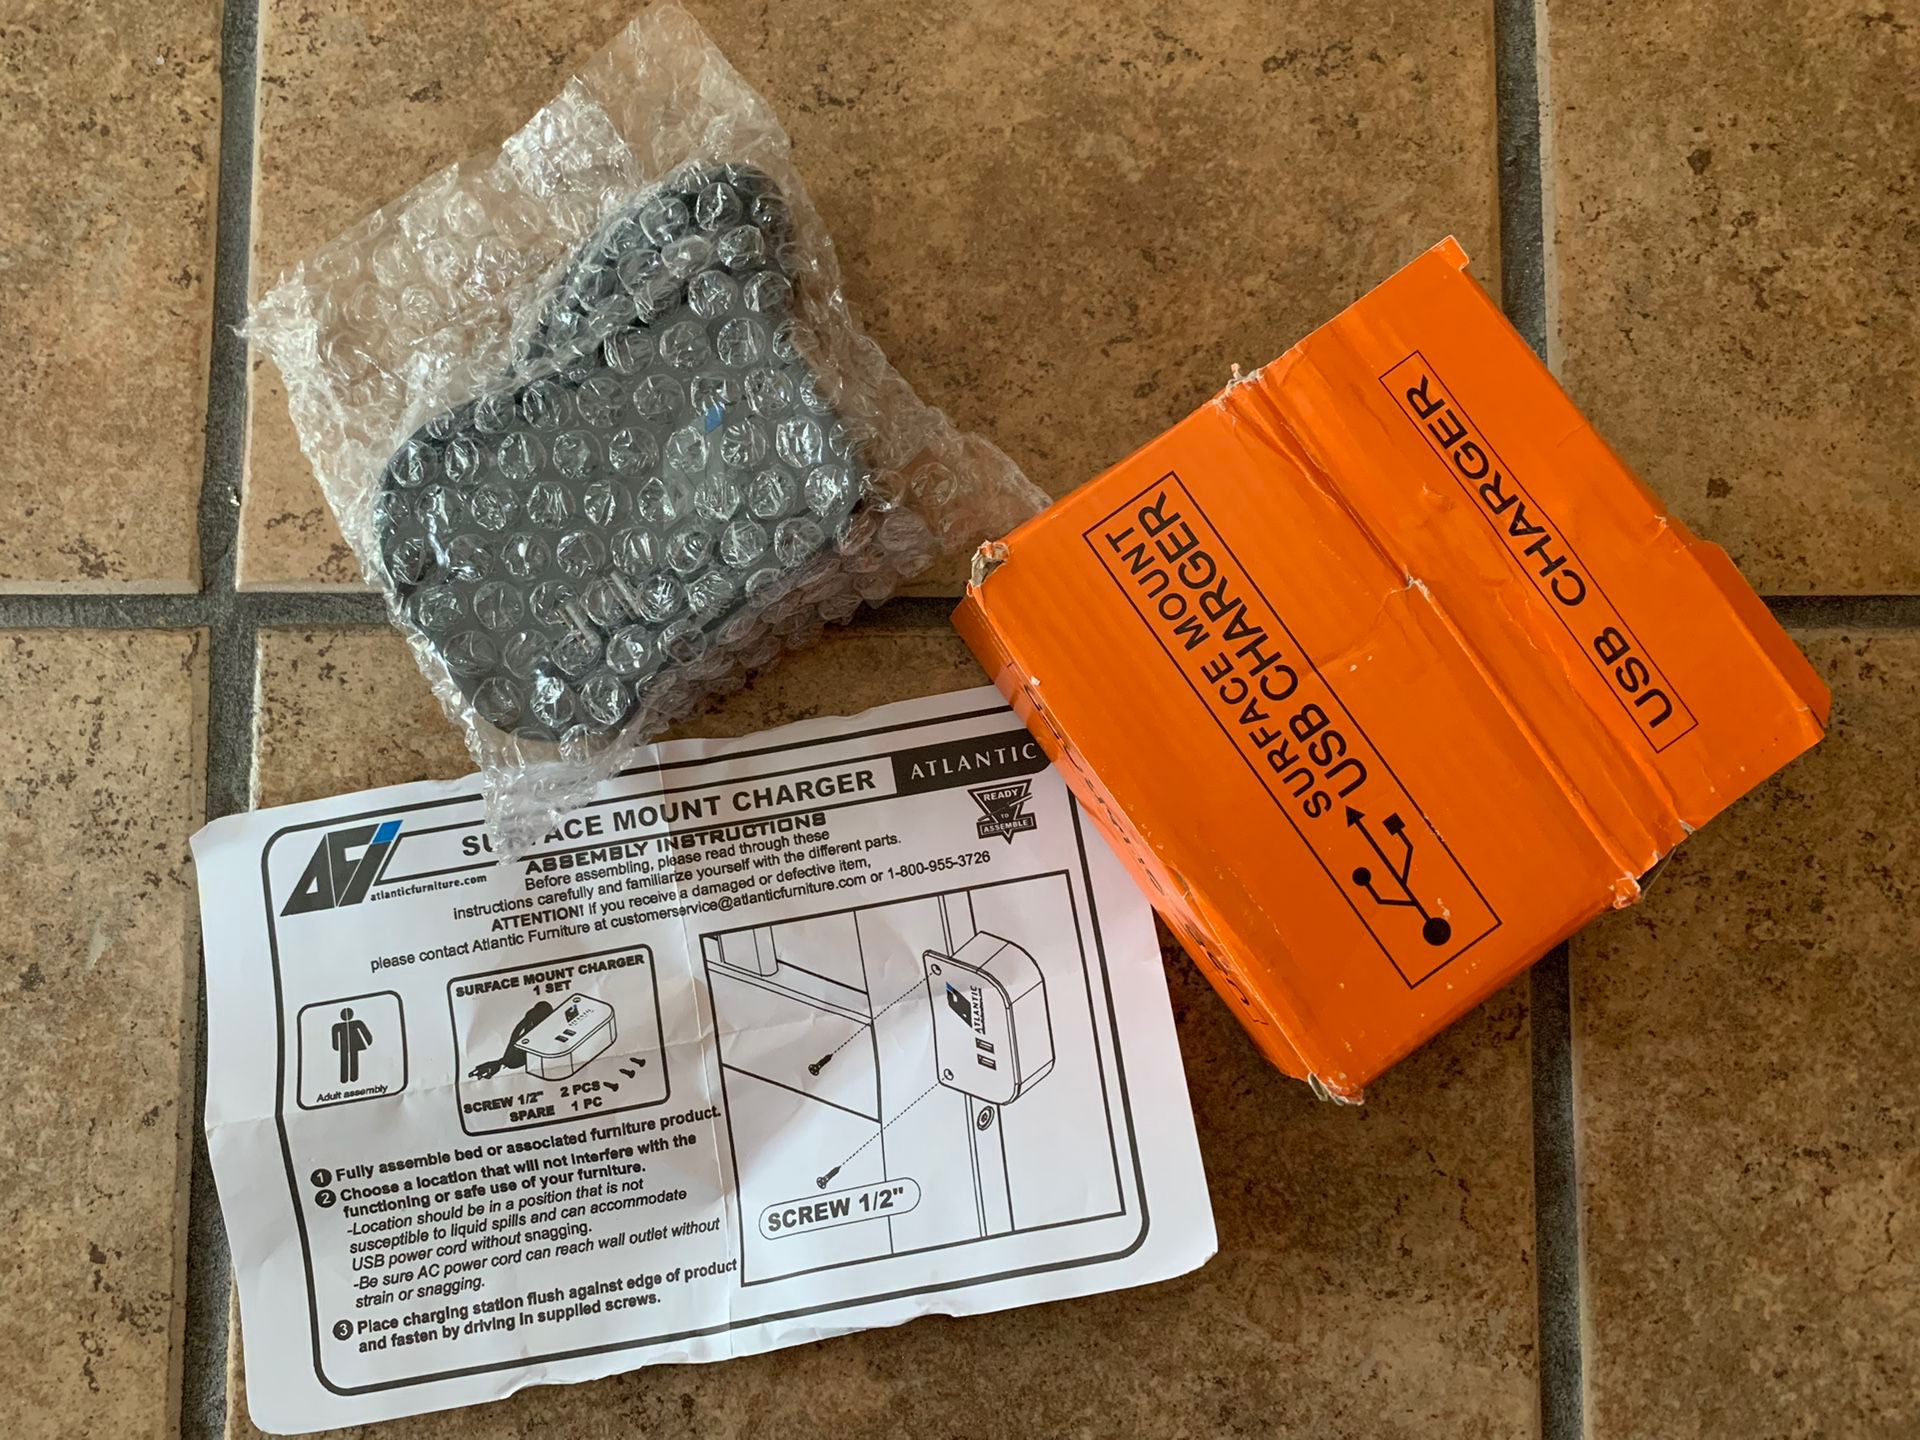 AFI
atlanticfurniture.com
SURFACE MOUNT CHARGER
ATLANTIC
ASSEMBLY INSTRUCTIONS
READY
TO
ASSEMBLE
Before assembling, please read through these
instructions carefully and familiarize yourself with the different parts.
ATTENTION! If you receive a damaged or defective item,
please contact Atlantic Furniture at customerservice@atlanticfurniture.com or 1-800-955-3726
Adult assembly
SURFACE MOUNT CHARGER
1 SET
SCREW 1/2" 2 PCS
SPARE 1 PC
1 Fully assemble bed or associated furniture product.
2 Choose a location that will not interfere with the
functioning or safe use of your furniture.
-Location should be in a position that is not
susceptible to liquid spills and can accommodate
USB power cord without snagging.
-Be sure AC power cord can reach wall outlet without
strain or snagging.
3 Place charging station flush against edge of product
and fasten by driving in supplied screws.
AFI
ATLANTIC
SCREW 1/2"
SURFACE MOUNT
USB CHARGER
USB CHARGER